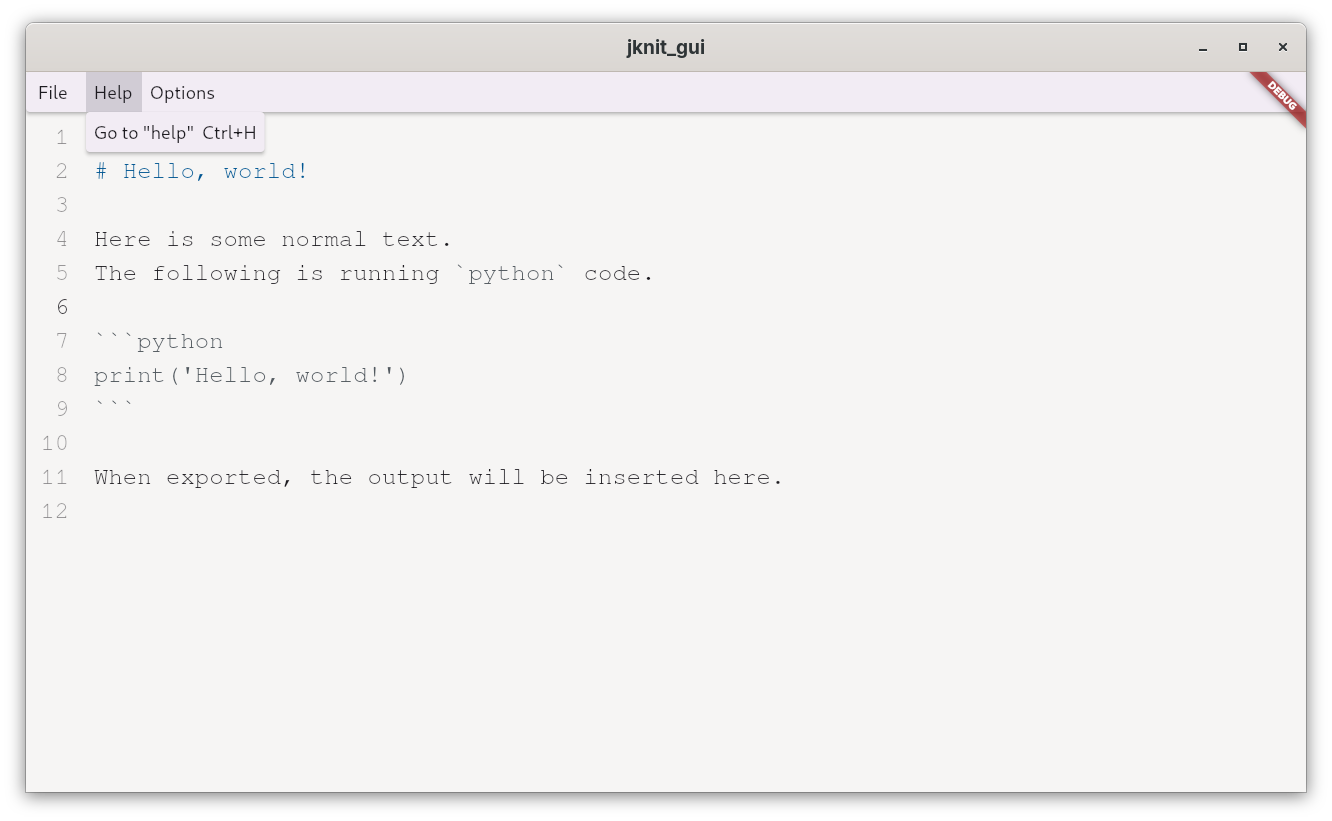 jknit_gui
File Help Options
DEBUG
Go to "help" Ctrl+H
1
2 # Hello, world!
3
4 Here is some normal text.
5 The following is running `python` code.
6
7 ```python
8 print('Hello, world!')
9 ```
10
11 When exported, the output will be inserted here.
12